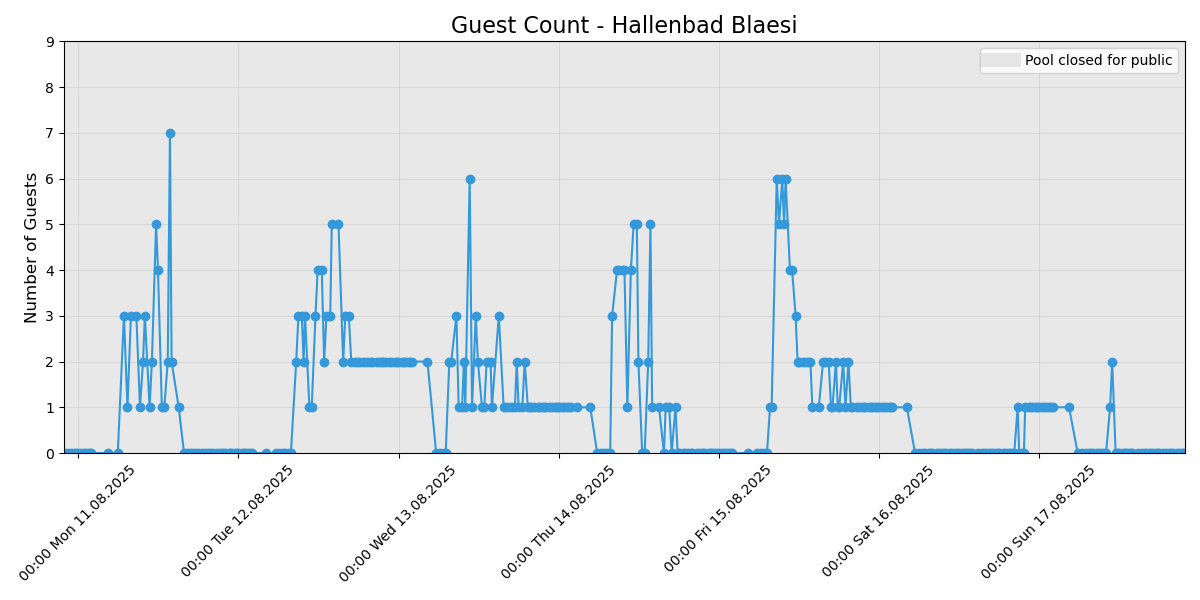 Guest Count - Hallenbad Blaesi
Pool closed for public
Number of Guests
9
8
7
6
5
4
3
2
1
0
00:00 Mon 11.08.2025
00:00 Tue 12.08.2025
00:00 Wed 13.08.2025
00:00 Thu 14.08.2025
00:00 Fri 15.08.2025
00:00 Sat 16.08.2025
00:00 Sun 17.08.2025